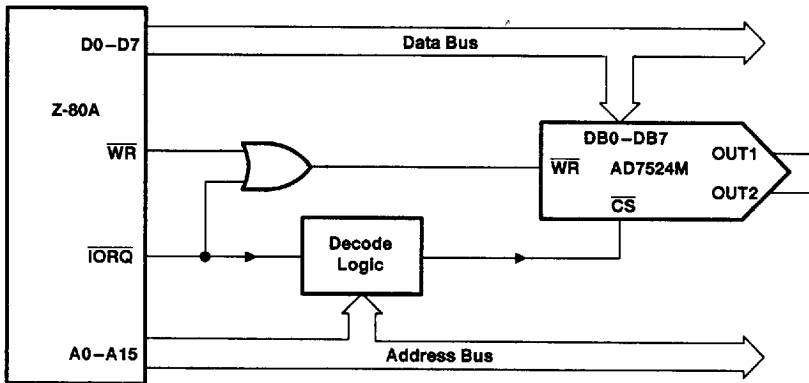 D0–D7
Data Bus
Z-80A
DB0–DB7
WR
OUT1
WR
AD7524M
OUT2
CS
IORQ
Decode
Logic
A0–A15
Address Bus